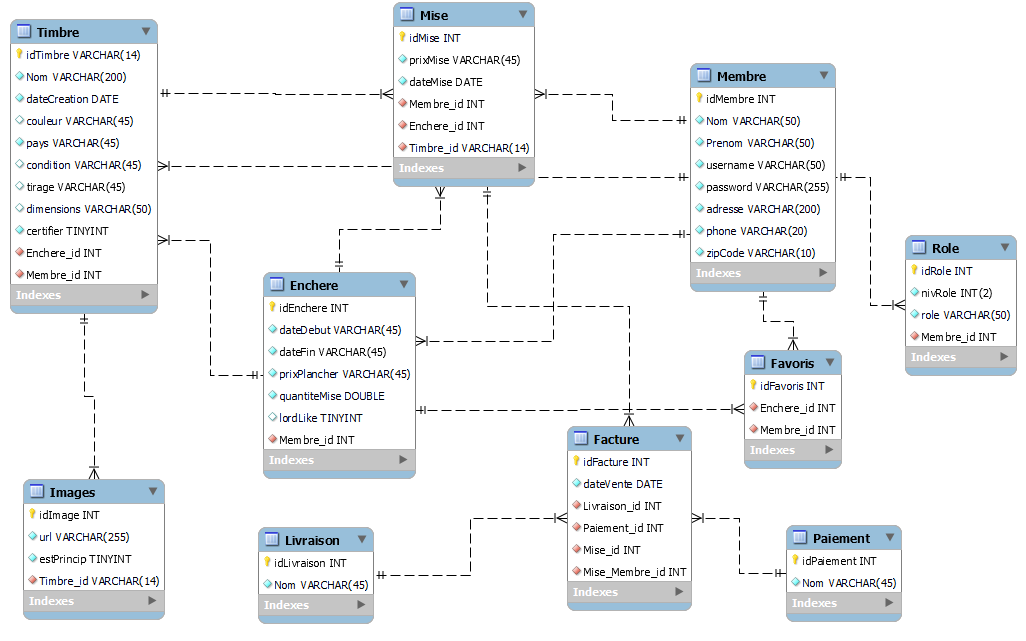 Timbre
idTimbre VARCHAR(14)
Nom VARCHAR(200)
dateCreation DATE
couleur VARCHAR(45)
pays VARCHAR(45)
condition VARCHAR(45)
tirage VARCHAR(45)
dimensions VARCHAR(50)
certifier TINYINT
Enchere_id INT
Membre_id INT
Indexes
Mise
idMise INT
prixMise VARCHAR(45)
dateMise DATE
Membre_id INT
Enchere_id INT
Timbre_id VARCHAR(14)
Indexes
Membre
idMembre INT
Nom VARCHAR(50)
Prenom VARCHAR(50)
username VARCHAR(50)
password VARCHAR(255)
adresse VARCHAR(200)
phone VARCHAR(20)
zipCode VARCHAR(10)
Indexes
Role
idRole INT
nivRole INT(2)
role VARCHAR(50)
Membre_id INT
Indexes
Enchere
idEnchere INT
dateDebut VARCHAR(45)
dateFin VARCHAR(45)
prixPlancher VARCHAR(45)
quantiteMise DOUBLE
lordLike TINYINT
Membre_id INT
Indexes
Favoris
idFavoris INT
Enchere_id INT
Membre_id INT
Indexes
Facture
idFacture INT
dateVente DATE
Livraison_id INT
Paiement_id INT
Mise_id INT
Mise_Membre_id INT
Indexes
Images
idImage INT
url VARCHAR(255)
estPrincip TINYINT
Timbre_id VARCHAR(14)
Indexes
Livraison
idLivraison INT
Nom VARCHAR(45)
Indexes
Paiement
idPaiement INT
Nom VARCHAR(45)
Indexes